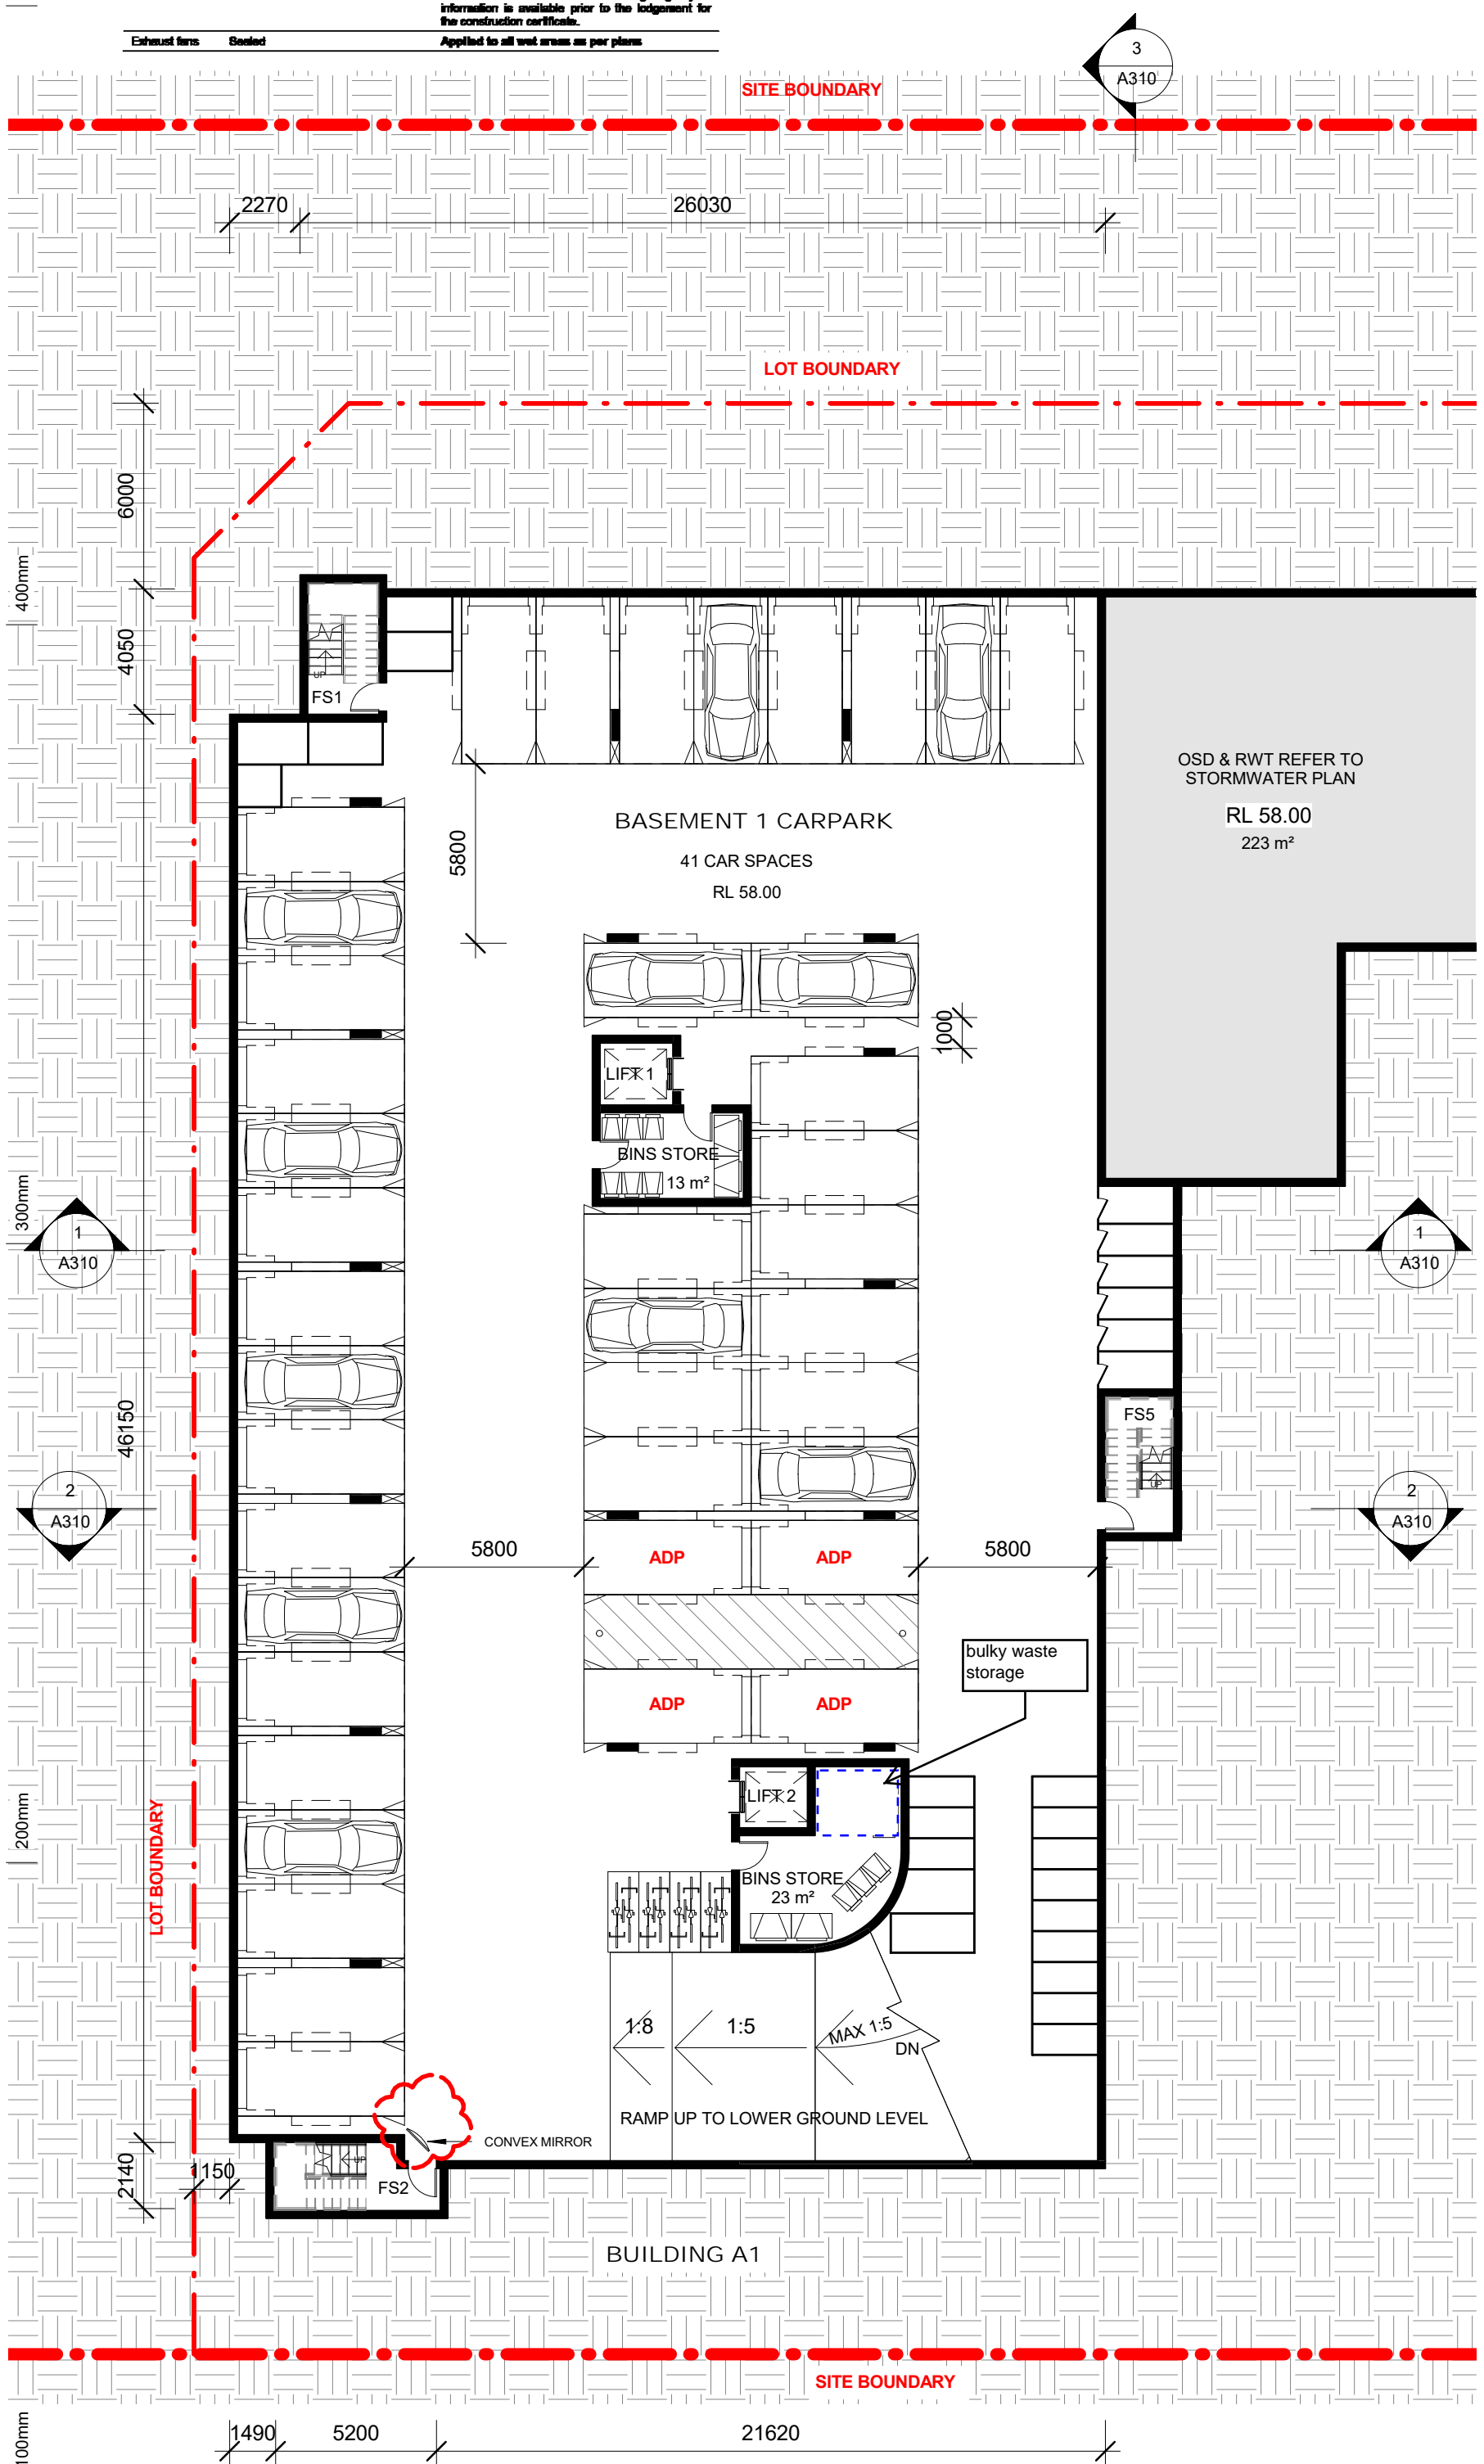 information is available prior to the lodgement for
the construction certificate.
Exhaust fans Sealed Applied to all wet areas as per plans
3
A310
SITE BOUNDARY
2270
26030
LOT BOUNDARY
6000
400mm
4050
UP
FS1
OSD & RWT REFER TO
STORMWATER PLAN
RL 58.00
223 m²
BASEMENT 1 CARPARK
41 CAR SPACES
RL 58.00
5800
1000
LIFT 1
BINS STORE
13 m²
300mm
1
A310
1
A310
46150
FS5
UP
2
A310
2
A310
5800
ADP
ADP
5800
bulky waste
storage
ADP
ADP
LIFT 2
200mm
LOT BOUNDARY
BINS STORE
23 m²
1:8
1:5
MAX 1:5
DN
RAMP UP TO LOWER GROUND LEVEL
CONVEX MIRROR
2140
1150
UP
FS2
BUILDING A1
SITE BOUNDARY
100mm
1490
5200
21620